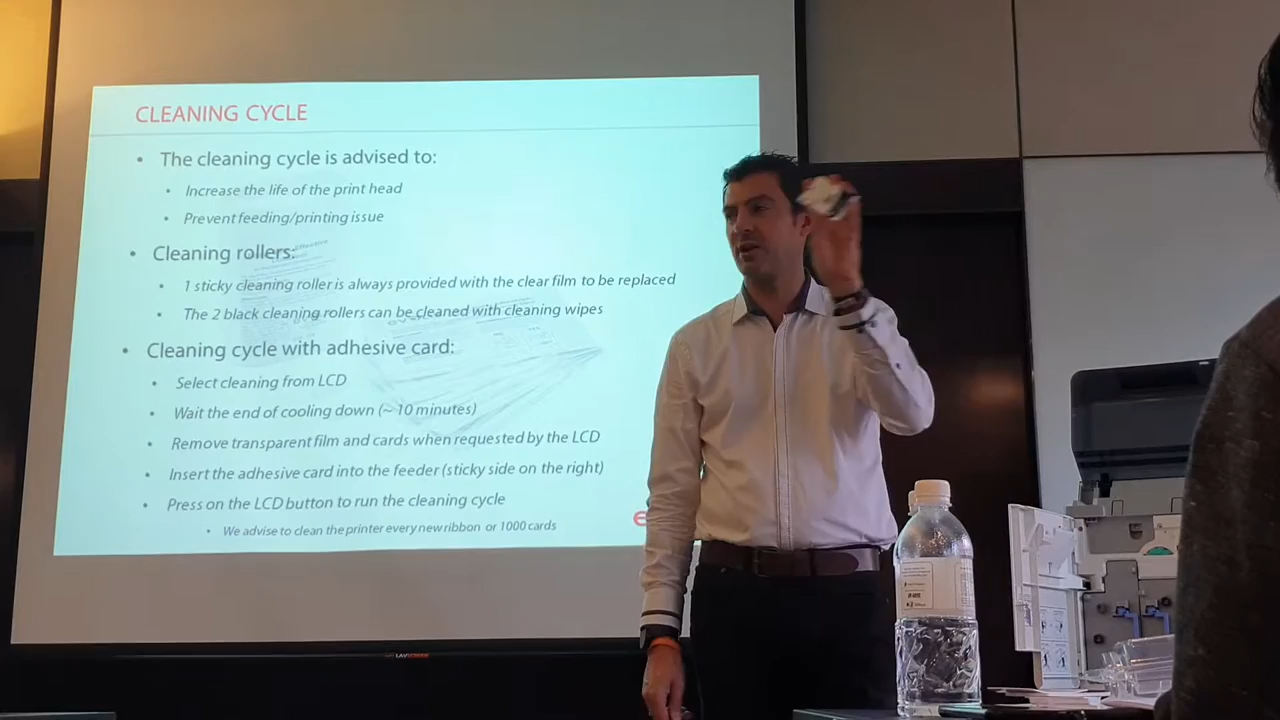 CLEANING CYCLE
• The cleaning cycle is advised to:
• Increase the life of the print head
• Prevent feeding/printing issue
• Cleaning rollers:
• 1 sticky cleaning roller is always provided with the clear film to be replaced
• The 2 black cleaning rollers can be cleaned with cleaning wipes
• Cleaning cycle with adhesive card:
• Select cleaning from LCD
• Wait the end of cooling down (~ 10 minutes)
• Remove transparent film and cards when requested by the LCD
• Insert the adhesive card into the feeder (sticky side on the right)
• Press on the LCD button to run the cleaning cycle
• We advise to clean the printer every new ribbon or 1000 cards
e